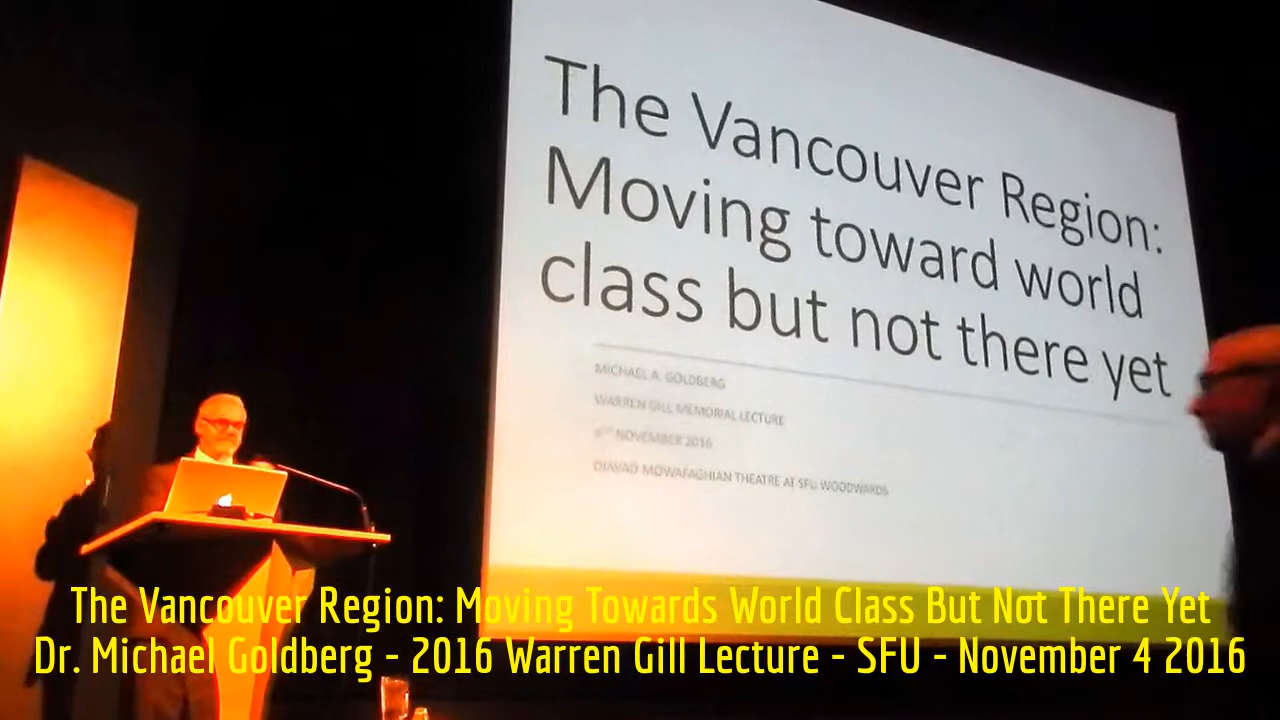 The Vancouver Region:
Moving toward world
class but not there yet
MICHAEL A. GOLDBERG
WARREN GILL MEMORIAL LECTURE
4TH NOVEMBER 2016
DJAVAD MOWAFAGHIAN THEATRE AT SFU WOODWARDS
The Vancouver Region: Moving Towards World Class But Not There Yet
Dr. Michael Goldberg - 2016 Warren Gill Lecture - SFU - November 4 2016